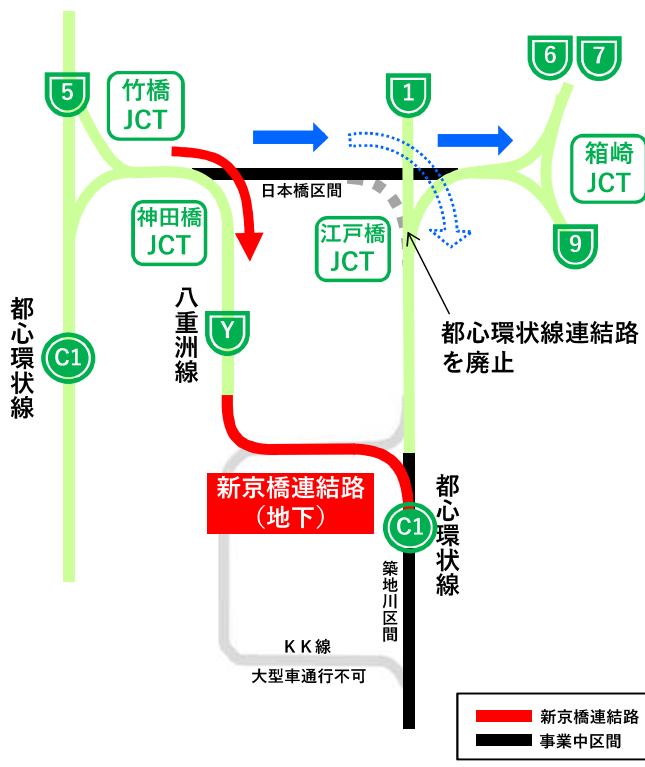 5
竹橋
JCT
1
6
7
箱崎
JCT
日本橋区間
神田橋
JCT
江戸橋
JCT
9
都心環状線
C1
八重洲線
Y
都心環状線連結路
を廃止
新京橋連結路
（地下）
C1
都心環状線
築地川区間
ＫＫ線
大型車通行不可
新京橋連結路
事業中区間